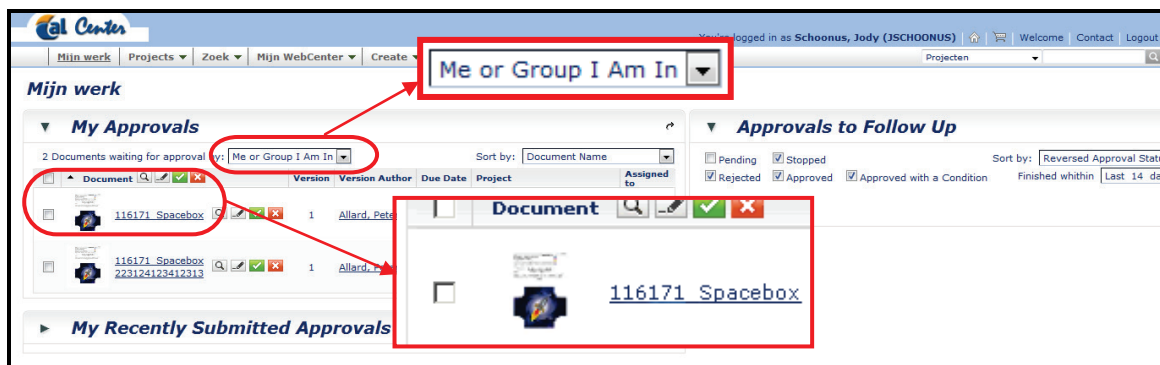 al Center
logged in as Schoonus, Jody (JSCHOONUS) Welcome Contact Logout
Mijn werk Projects Zoek Mijn WebCenter Create
Projecten
Me or Group I Am In
Mijn werk
My Approvals
2 Documents waiting for approval by: Me or Group I Am In Sort by: Document Name
Document Version Version Author Due Date Project Assigned to
116171_Spacebox 1 Allard,
116171_Spacebox
223124123412313 1 Allard,
Document
116171_Spacebox
My Recently Submitted Approvals
Approvals to Follow Up
Pending Stopped Sort by: Reversed Approval
Rejected Approved Approved with a Condition Finished whithin Last 14